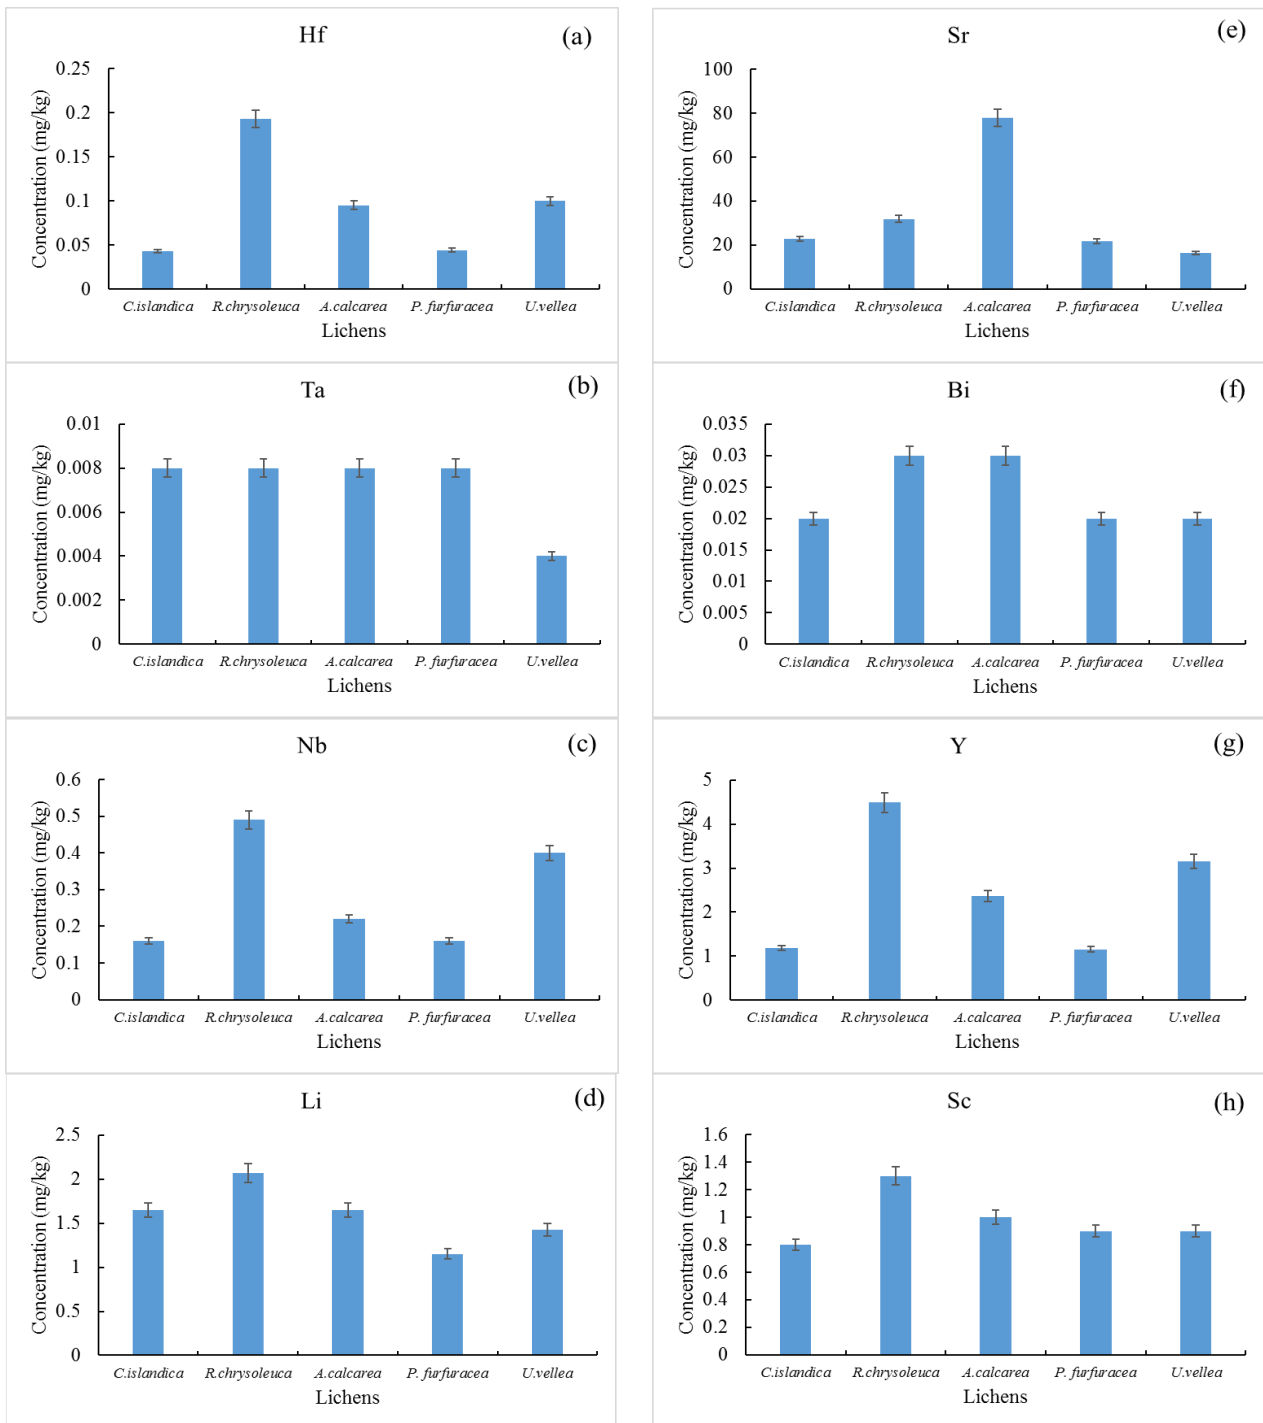 Hf
(a)
Concentration (mg/kg)
0.25
0.2
0.15
0.1
0.05
0
C.islandica R.chrysoleuca A.calcarea P. furfuracea U.vellea
Lichens
Ta
(b)
Concentration (mg/kg)
0.01
0.008
0.006
0.004
0.002
0
C.islandica R.chrysoleuca A.calcarea P. furfuracea U.vellea
Lichens
Nb
(c)
Concentration (mg/kg)
0.6
0.5
0.4
0.3
0.2
0.1
0
C.islandica R.chrysoleuca A.calcarea P. furfuracea U.vellea
Lichens
Li
(d)
Concentration (mg/kg)
2.5
2
1.5
1
0.5
0
C.islandica R.chrysoleuca A.calcarea P. furfuracea U.vellea
Lichens
Sr
(e)
Concentration (mg/kg)
100
80
60
40
20
0
C.islandica R.chrysoleuca A.calcarea P. furfuracea U.vellea
Lichens
Bi
(f)
Concentration (mg/kg)
0.035
0.03
0.025
0.02
0.015
0.01
0.005
0
C.islandica R.chrysoleuca A.calcarea P. furfuracea U.vellea
Lichens
Y
(g)
Concentration (mg/kg)
5
4
3
2
1
0
C.islandica R.chrysoleuca A.calcarea P. furfuracea U.vellea
Lichens
Sc
(h)
Concentration (mg/kg)
1.6
1.4
1.2
1
0.8
0.6
0.4
0.2
0
C.islandica R.chrysoleuca A.calcarea P. furfuracea U.vellea
Lichens